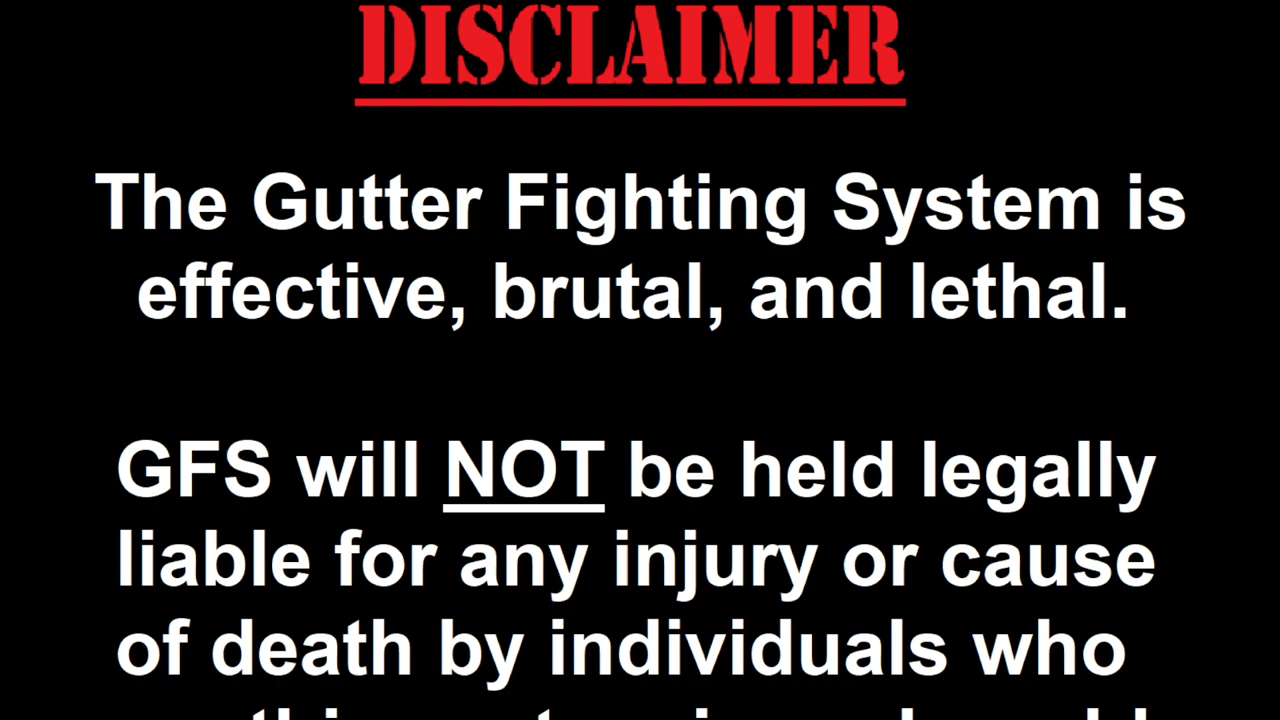 DISCLAIMER
The Gutter Fighting System is
effective, brutal, and lethal.
GFS will NOT be held legally
liable for any injury or cause
of death by individuals who